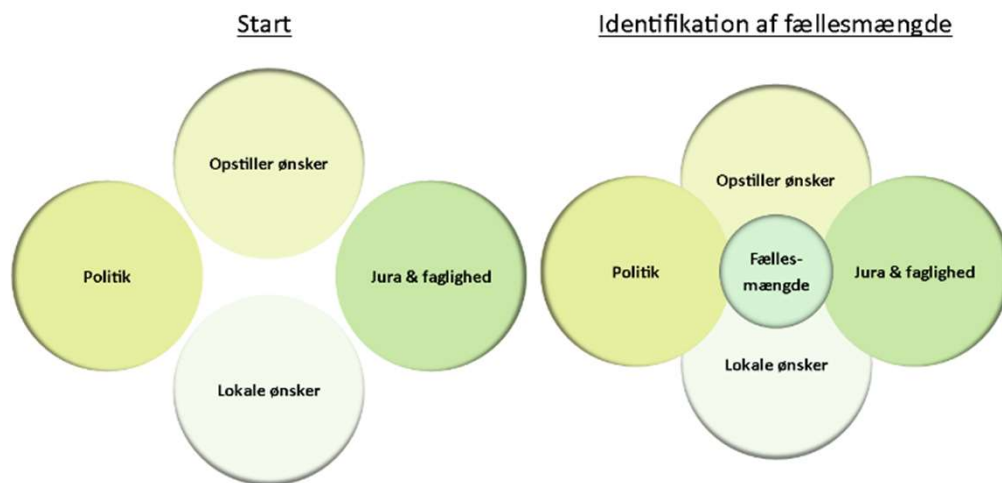 Start
Opstiller ønsker
Politik
Jura & faglighed
Lokale ønsker
Identifikation af fællesmængde
Opstiller ønsker
Politik
Fælles-
mængde
Jura & faglighed
Lokale ønsker